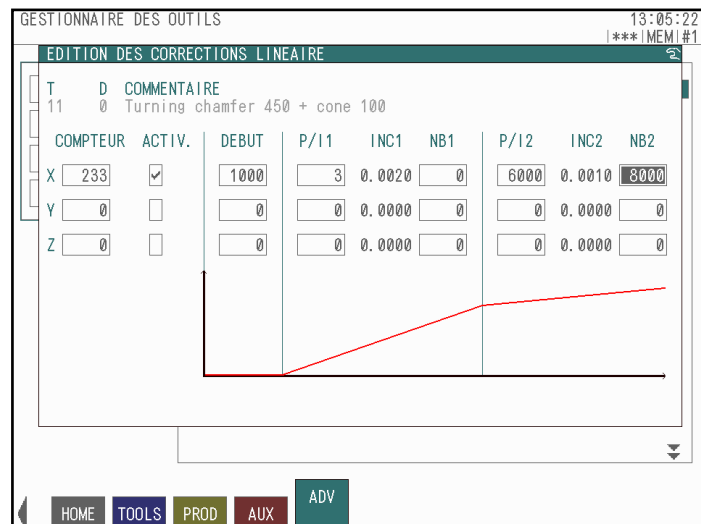 GESTIONNAIRE DES OUTILS 13:05:22
|***|MEM|#1
EDITION DES CORRECTIONS LINEAIRE
T D COMMENTAIRE
11 0 Turning chamfer 450 + cone 100
COMPTEUR ACTIV. DEBUT P/I1 INC1 NB1 P/I2 INC2 NB2
X 233 1000 3 0.0020 0 6000 0.0010 8000
Y 0 0 0 0.0000 0 0 0.0000 0
Z 0 0 0 0.0000 0 0 0.0000 0
ADV
HOME TOOLS PROD AUX